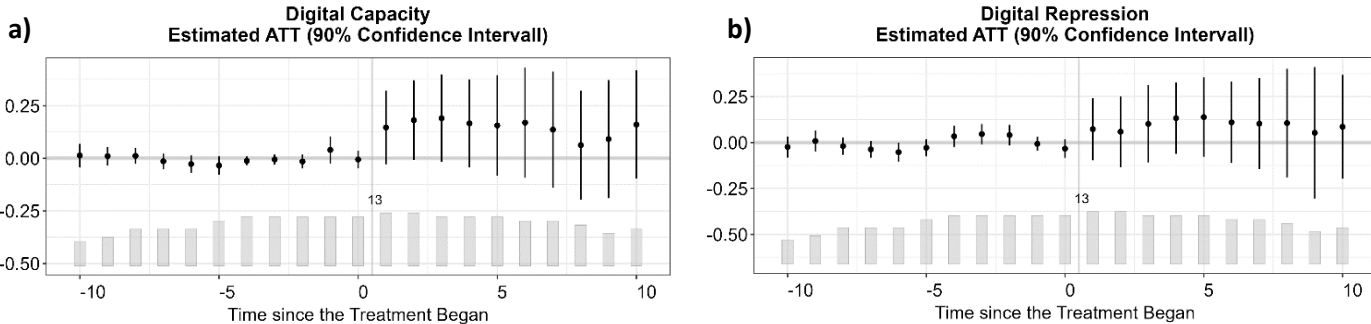 a)
Digital Capacity
Estimated ATT (90% Confidence Intervall)
0.25
0.00
-0.25
-0.50
13
-10 -5 0 5 10
Time since the Treatment Began
b)
Digital Repression
Estimated ATT (90% Confidence Intervall)
0.25
0.00
-0.25
-0.50
13
-10 -5 0 5 10
Time since the Treatment Began